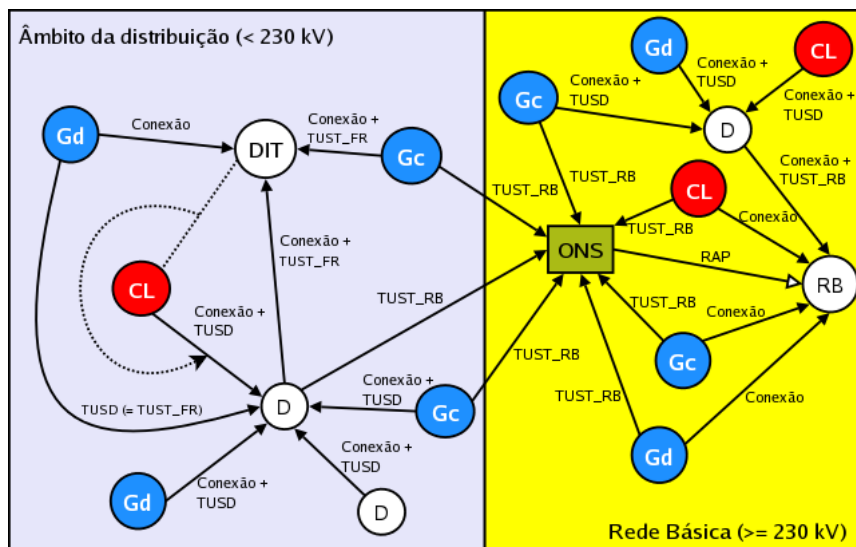 Âmbito da distribuição (< 230 kV)
Gd
Conexão
DIT
Conexão +
TUST_FR
Gc
Conexão +
TUST_FR
CL
Conexão +
TUSD
TUSD (= TUST_FR)
D
Conexão +
TUSD
Gc
Gd
Conexão +
TUSD
Conexão +
TUSD
D
TUST_RB
TUST_RB
TUST_RB
Gc
Conexão +
TUSD
Gd
Conexão +
TUSD
CL
Conexão +
TUSD
D
Conexão +
TUST_RB
TUST_RB
CL
TUST_RB
Conexão
ONS
RAP
RB
TUST_RB
Conexão
Gc
TUST_RB
Conexão
Gd
Rede Básica (>= 230 kV)